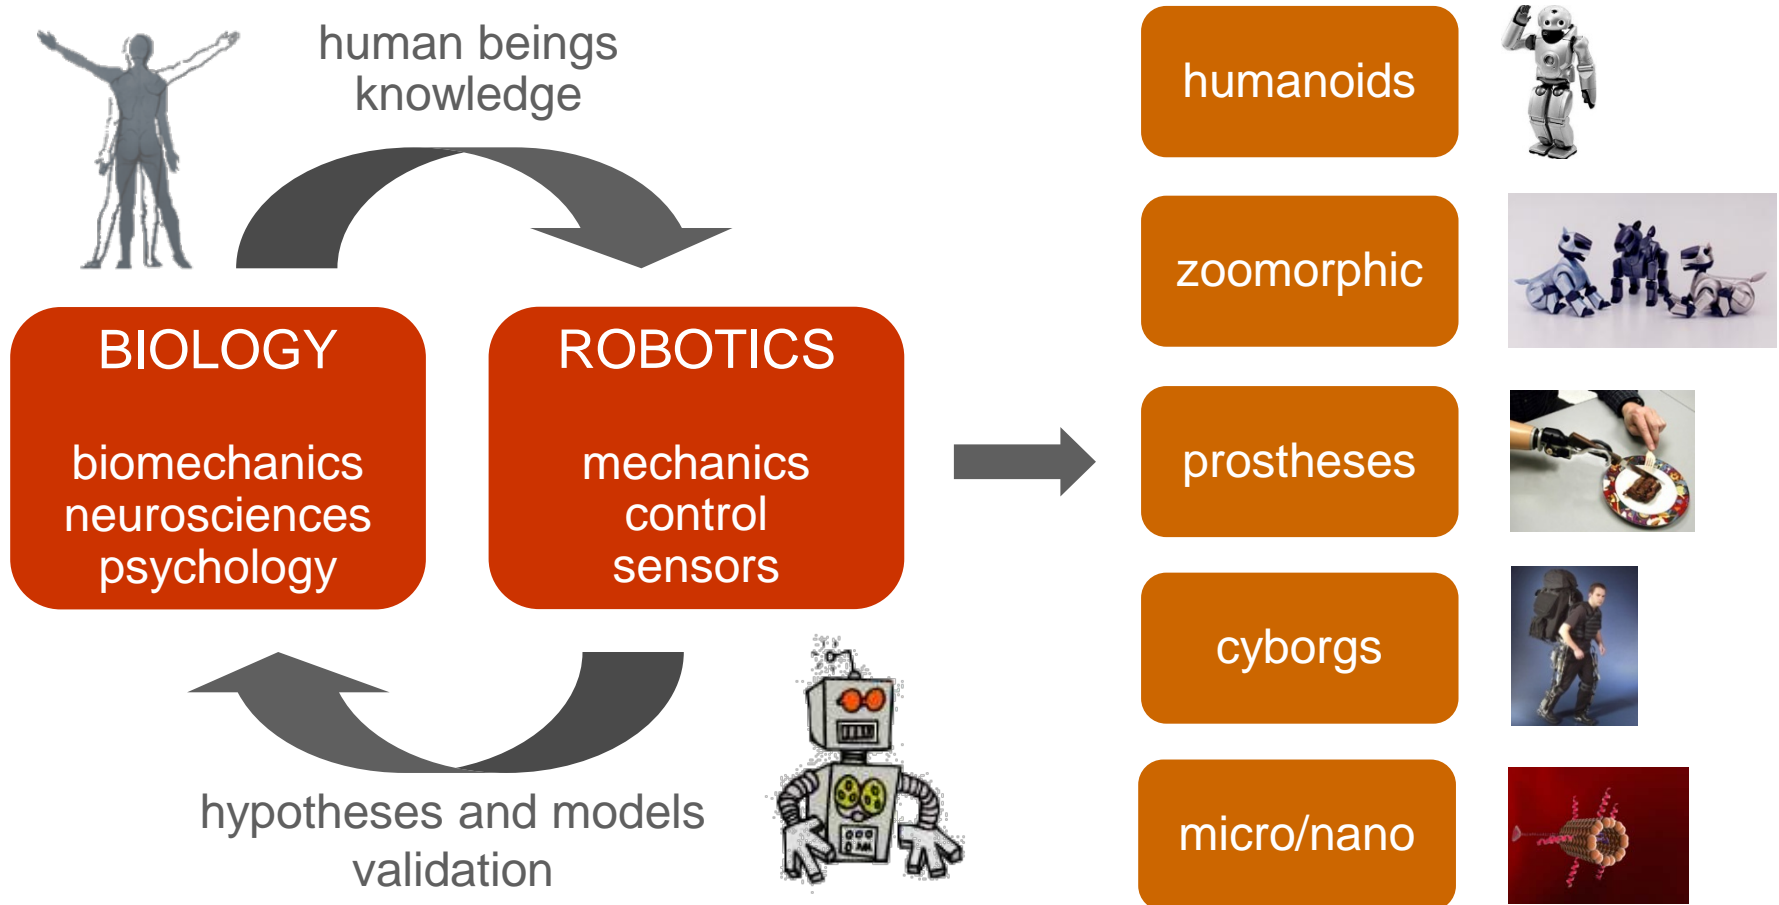 human beings
knowledge
BIOLOGY
biomechanics
neurosciences
psychology
ROBOTICS
mechanics
control
sensors
hypotheses and models
validation
humanoids
zoomorphic
prostheses
cyborgs
micro/nano